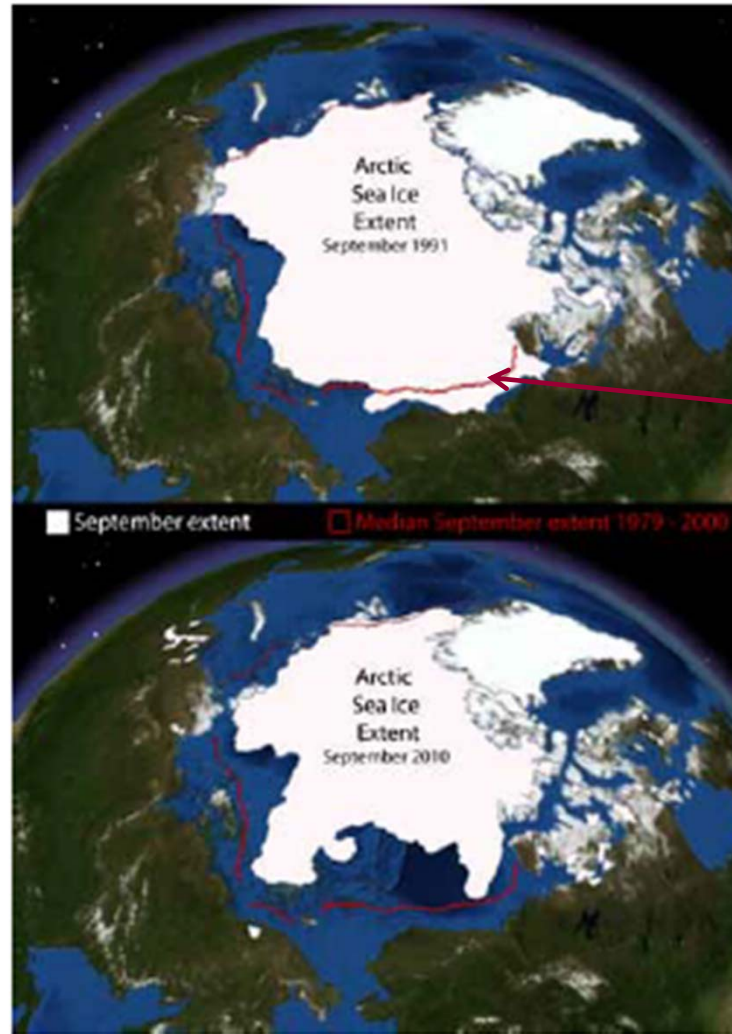 Arctic
Sea Ice
Extent
September 1991
September extent
Median September extent 1979 - 2000
Arctic
Sea Ice
Extent
September 2010